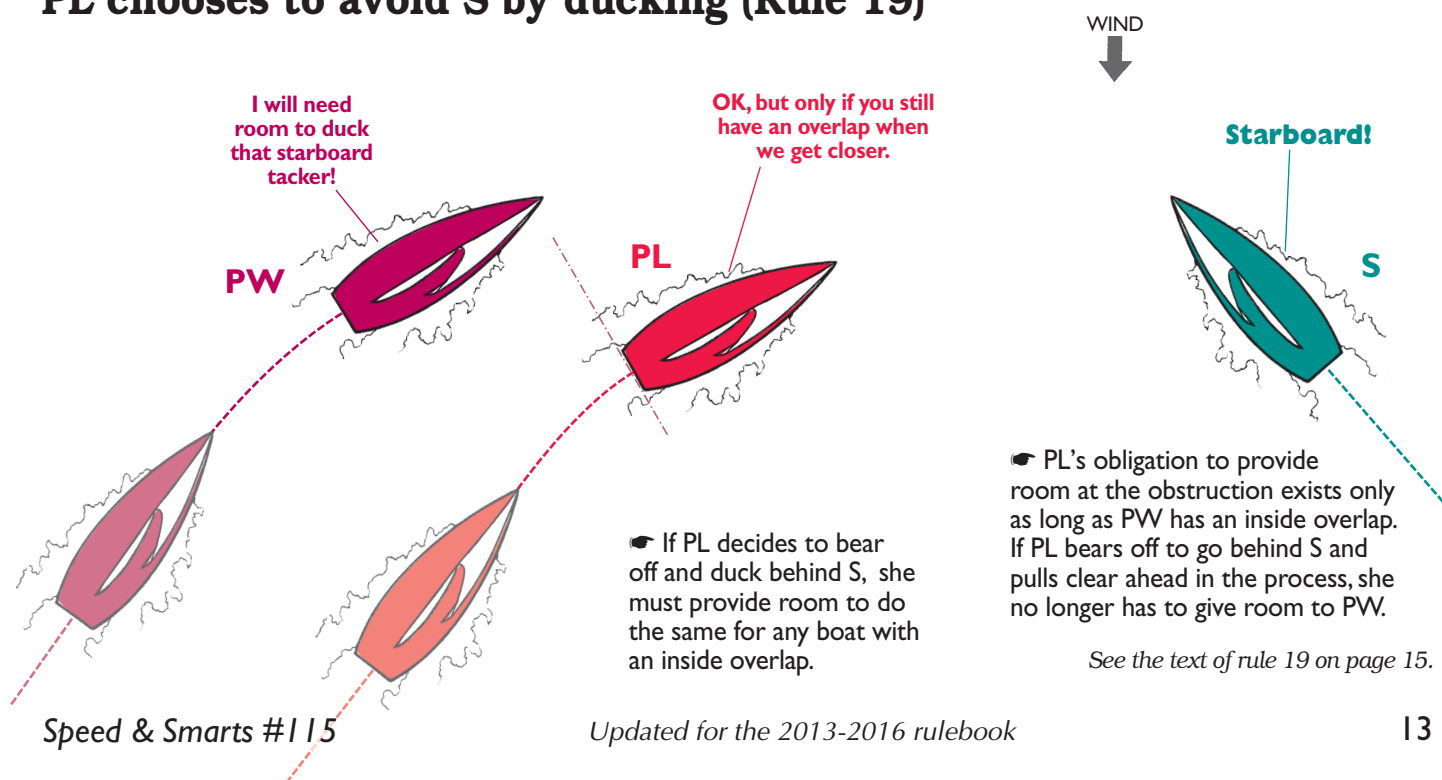 PL chooses to avoid S by ducking (Rule 19)
WIND
I will need
room to duck
that starboard
tacker!
OK, but only if you still
have an overlap when
we get closer.
Starboard!
PW
PL
S
☛ If PL decides to bear
off and duck behind S, she
must provide room to do
the same for any boat with
an inside overlap.
☛ PL’s obligation to provide
room at the obstruction exists only
as long as PW has an inside overlap.
If PL bears off to go behind S and
pulls clear ahead in the process, she
no longer has to give room to PW.
See the text of rule 19 on page 15.
Speed & Smarts #115
Updated for the 2013-2016 rulebook
13